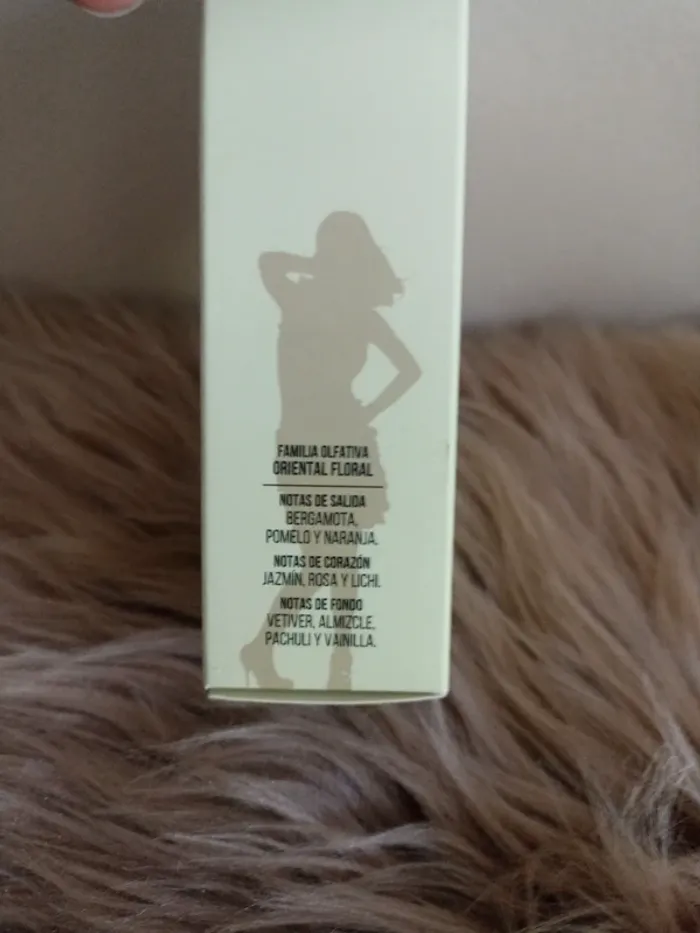 FAMILIA OLFATIVA
ORIENTAL FLORAL
NOTAS DE SALIDA
BERGAMOTA,
POMELO Y NARANJA.
NOTAS DE CORAZÓN
JAZMÍN, ROSA Y LICHI.
NOTAS DE FONDO
VETIVER, ALMIZCLE,
PACHULI Y VAINILLA.